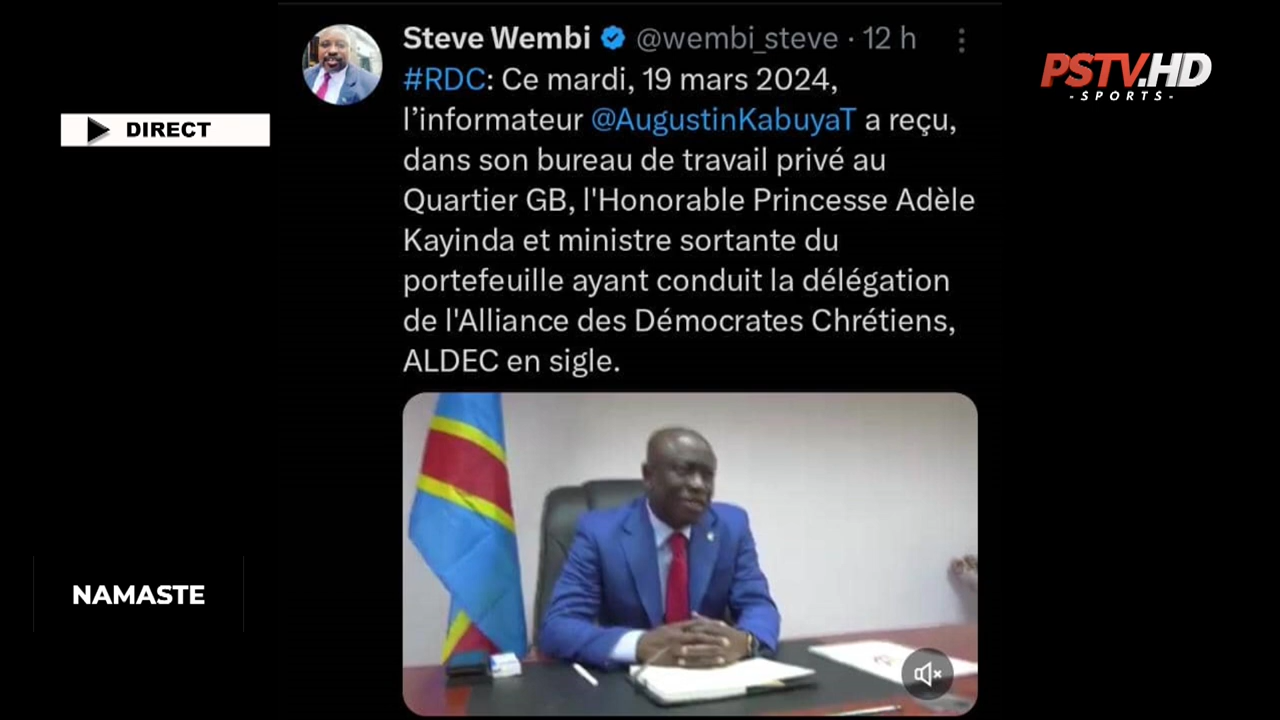 Steve Wembi @wembi_steve · 12 h
#RDC: Ce mardi, 19 mars 2024,
l’informateur @AugustinKabuyaT a reçu,
dans son bureau de travail privé au
Quartier GB, l'Honorable Princesse Adèle
Kayinda et ministre sortante du
portefeuille ayant conduit la délégation
de l'Alliance des Démocrates Chrétiens,
ALDEC en sigle.
PSTV.HD
-SPORTS-
DIRECT
NAMASTE